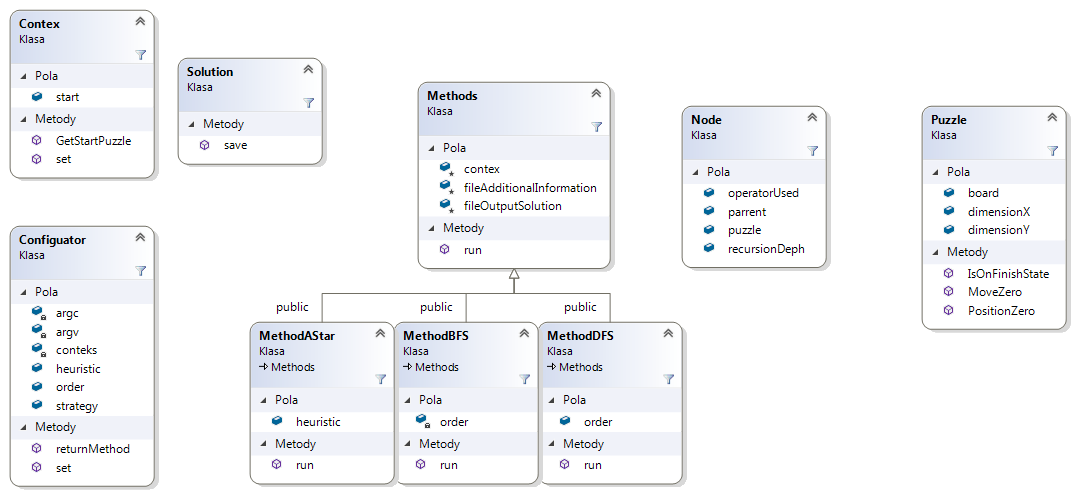 Contex
Klasa
Pola
start
Metody
GetStartPuzzle
set
Solution
Klasa
Metody
save
Methods
Klasa
Pola
contex
fileAdditionalInformation
fileOutputSolution
Metody
run
Node
Klasa
Pola
operatorUsed
parrent
puzzle
recursionDeph
Puzzle
Klasa
Pola
board
dimensionX
dimensionY
Metody
IsOnFinishState
MoveZero
PositionZero
Configuator
Klasa
Pola
argc
argv
conteks
heuristic
order
strategy
Metody
returnMethod
set
public
public
public
MethodAStar
Klasa
Methods
Pola
heuristic
Metody
run
MethodBFS
Klasa
Methods
Pola
order
Metody
run
MethodDFS
Klasa
Methods
Pola
order
Metody
run